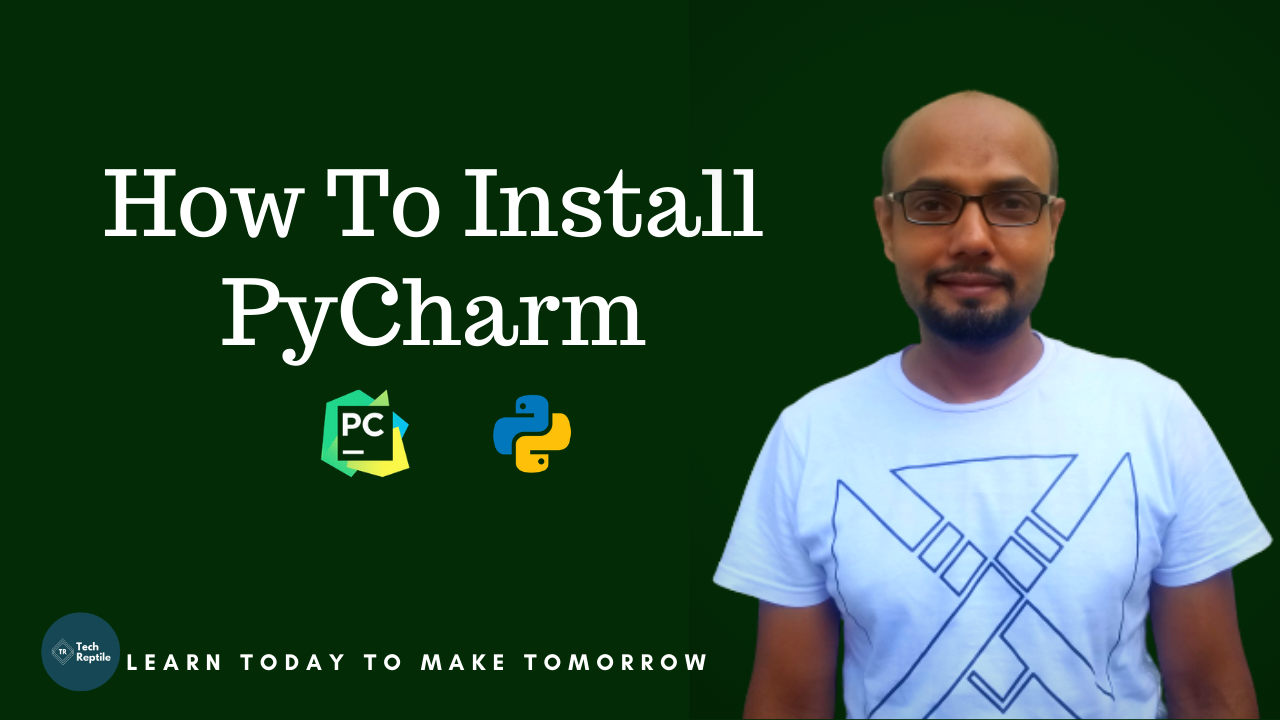 How To Install
PyCharm
PC
TR
Tech
Reptile
LEARN TODAY TO MAKE TOMORROW